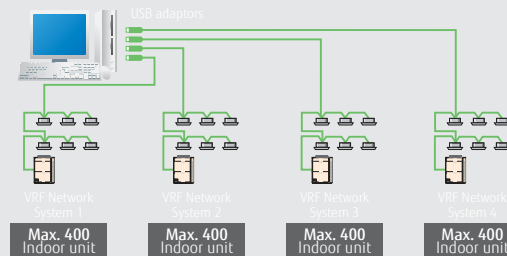 USB adaptors
VRF Network
System 1
VRF Network
System 2
VRF Network
System 3
VRF Network
System 4
Max. 400
Indoor unit
Max. 400
Indoor unit
Max. 400
Indoor unit
Max. 400
Indoor unit